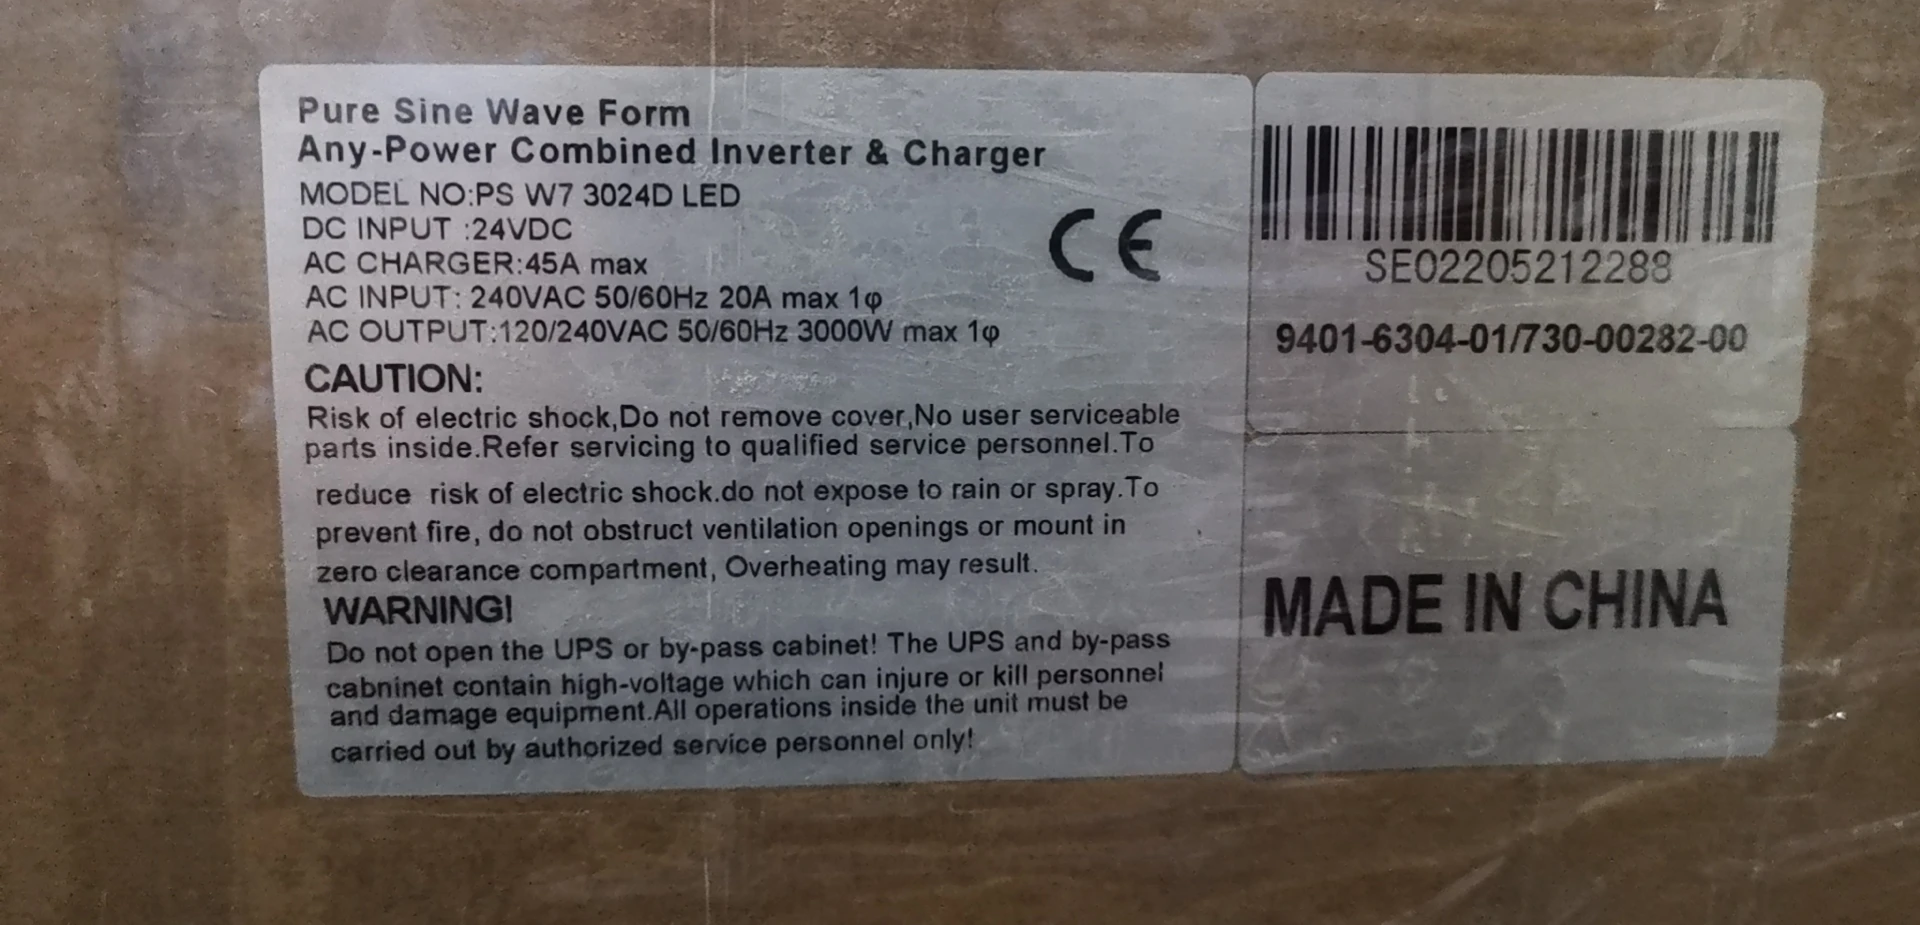 Pure Sine Wave Form
Any-Power Combined Inverter & Charger
MODEL NO:PS W7 3024D LED
DC INPUT :24VDC
AC CHARGER:45A max
AC INPUT: 240VAC 50/60Hz 20A max 1φ
AC OUTPUT:120/240VAC 50/60Hz 3000W max 1φ
CE
CAUTION:
Risk of electric shock,Do not remove cover,No user serviceable
parts inside.Refer servicing to qualified service personnel.To
reduce risk of electric shock.do not expose to rain or spray.To
prevent fire, do not obstruct ventilation openings or mount in
zero clearance compartment, Overheating may result.
WARNING!
Do not open the UPS or by-pass cabinet! The UPS and by-pass
cabninet contain high-voltage which can injure or kill personnel
and damage equipment.All operations inside the unit must be
carried out by authorized service personnel only!
SE02205212288
9401-6304-01/730-00282-00
MADE IN CHINA